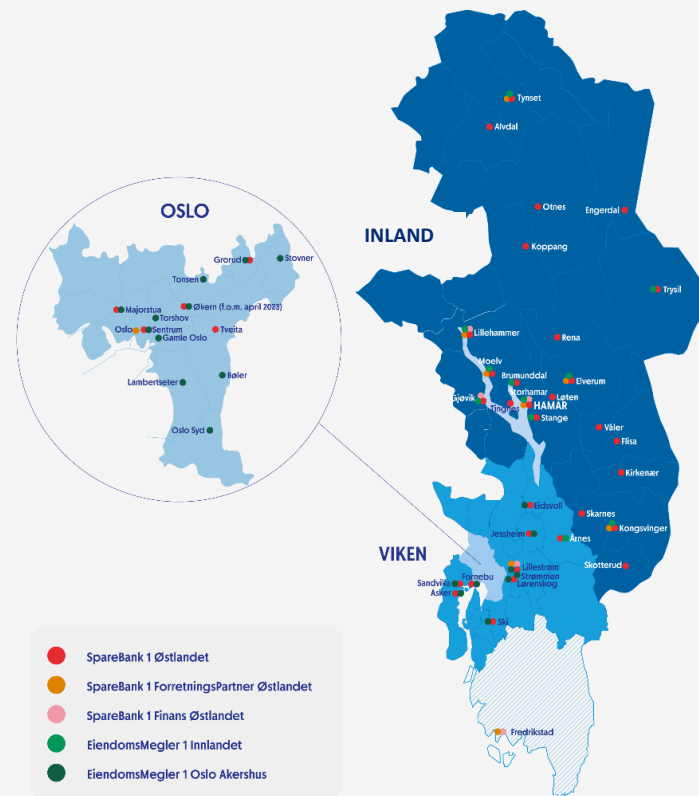 OSLO
Grorud
Stovner
Tonsen
Majorstua
Økern (f.o.m. april 2023)
Torshov
Oslo
Sentrum
Tveita
Gamle Oslo
Lambertseter
Bøler
Oslo Syd
INLAND
Tynset
Alvdal
Otnes
Engerdal
Koppang
Trysil
Lillehammer
Rena
Moelv
Brumunddal
Elverum
Storhamar
Gjøvik
Tingnes
HAMAR
Løten
Stange
Våler
Flisa
Kirkenær
Eidsvoll
Skarnes
Kongsvinger
Jessheim
Årnes
VIKEN
Skotterud
Lillestrøm
Strømmen
Lørenskog
Fornebu
Sandvika
Asker
Ski
Fredrikstad
SpareBank 1 Østlandet
SpareBank 1 ForretningsPartner Østlandet
SpareBank 1 Finans Østlandet
EiendomsMegler 1 Innlandet
EiendomsMegler 1 Oslo Akershus